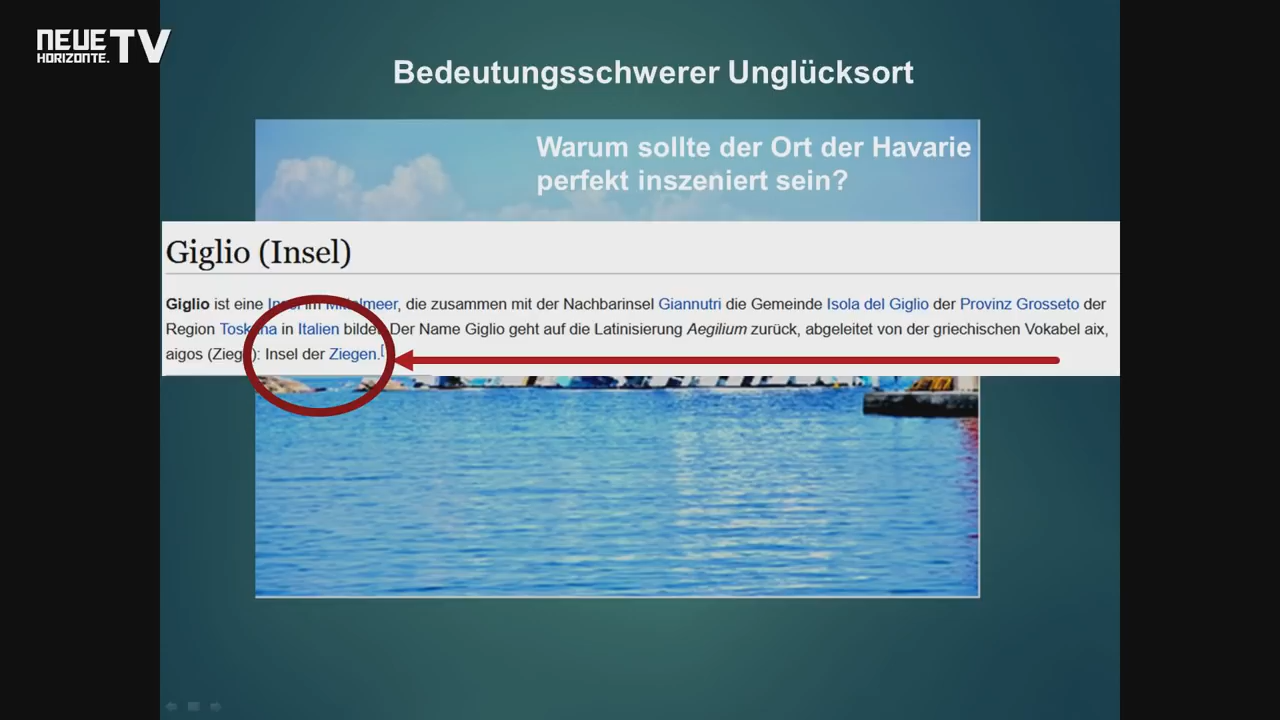 NEUE
HORIZONTE.
TV
Bedeutungsschwerer Unglücksort
Warum sollte der Ort der Havarie
perfekt inszeniert sein?
Giglio (Insel)
Giglio ist eine Insel im Mittelmeer, die zusammen mit der Nachbarinsel Giannutri die Gemeinde Isola del Giglio der Provinz Grosseto der
Region Toskana in Italien bildet. Der Name Giglio geht auf die Latinisierung Aegilium zurück, abgeleitet von der griechischen Vokabel aix,
aigos (Ziege): Insel der Ziegen.[